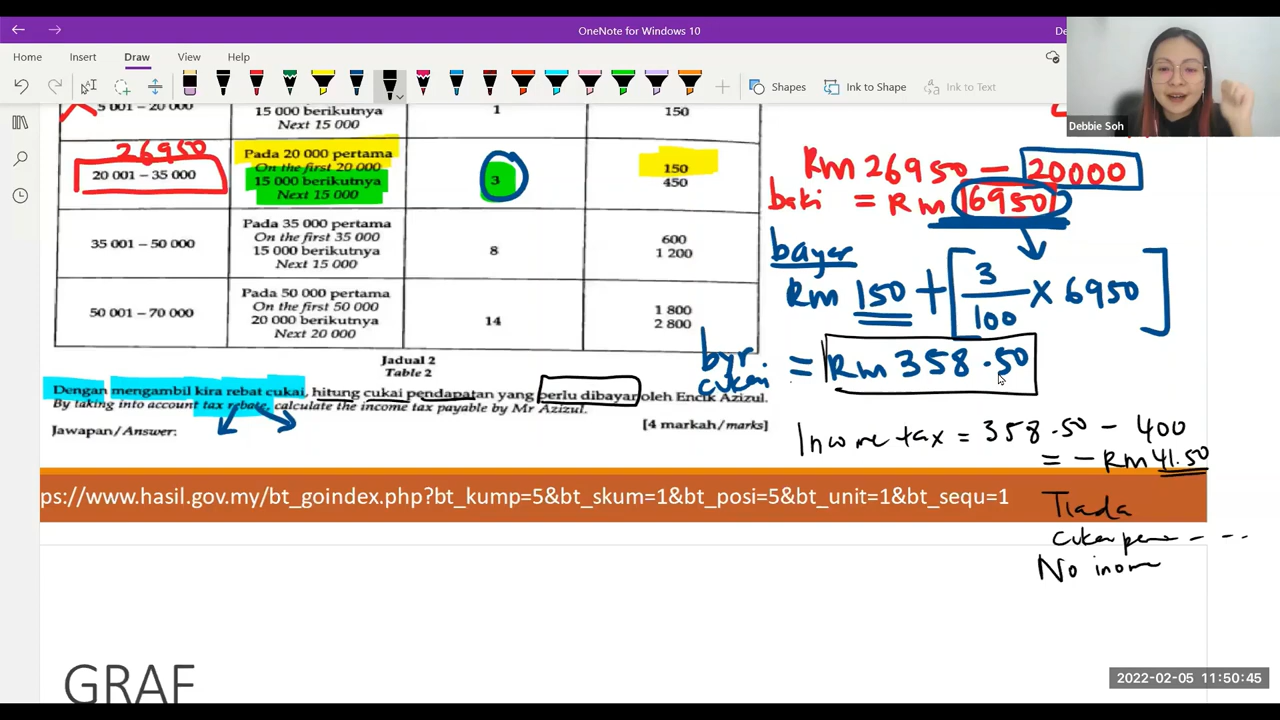 OneNote for Windows 10
De
Home Insert Draw View Help
Shapes Ink to Shape Ink to Text
Debbie Soh
5 001 – 20 000
15 000 berikutnya
Next 15 000
1
150
26950
20 001 – 35 000
Pada 20 000 pertama
On the first 20 000
15 000 berikutnya
Next 15 000
3
150
450
35 001 – 50 000
Pada 35 000 pertama
On the first 35 000
15 000 berikutnya
Next 15 000
8
600
1 200
50 001 – 70 000
Pada 50 000 pertama
On the first 50 000
20 000 berikutnya
Next 20 000
14
1 800
2 800
Jadual 2
Table 2
Dengan mengambil kira rebat cukai, hitung cukai pendapatan yang perlu dibayar oleh Encik Azizul.
By taking into account tax rebate, calculate the income tax payable by Mr Azizul.
[4 markah/marks]
Jawapan/Answer:
Rm 26950 – 20000
baki = Rm 16950
bayar
Rm 150 + [3/100 × 6950]
byr cukai = Rm 358.50
Income tax = 358.50 – 400
= – Rm 41.50
Tiada
No
ps://www.hasil.gov.my/bt_goindex.php?bt_kump=5&bt_skum=1&bt_posi=5&bt_unit=1&bt_sequ=1
GRAF
2022-02-05 11:50:45